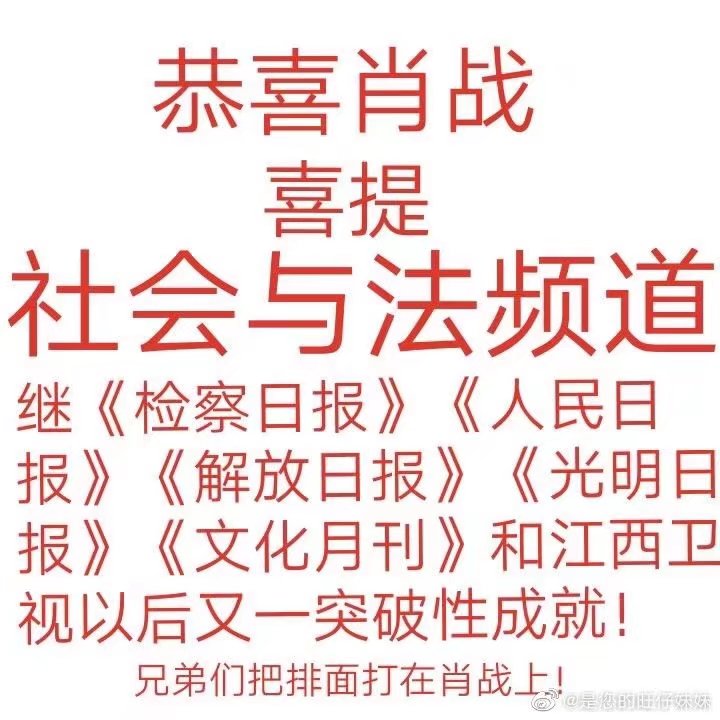 恭喜肖战
喜提
社会与法频道
继《检察日报》《人民日
报》《解放日报》《光明日
报》《文化月刊》和江西卫
视以后又一突破性成就！
兄弟们把排面打在肖战上！
@是您的旺仔妹妹